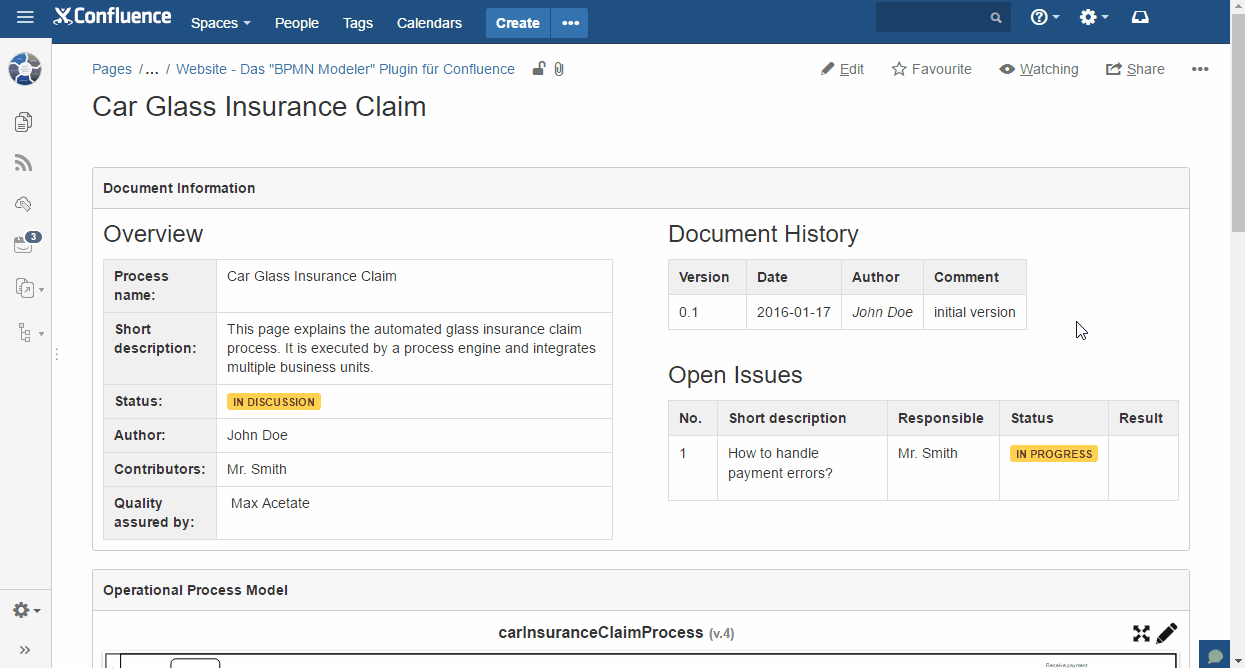 Confluence Spaces People Tags Calendars Create •••
Pages /... / Website - Das "BPMN Modeler" Plugin für Confluence
Edit Favourite Watching Share •••
Car Glass Insurance Claim
3
Document Information
Overview
Process name: Car Glass Insurance Claim
Short description: This page explains the automated glass insurance claim
process. It is executed by a process engine and integrates
multiple business units.
Status: IN DISCUSSION
Author: John Doe
Contributors: Mr. Smith
Quality assured by: Max Acetate
Document History
Version Date Author Comment
0.1 2016-01-17 John Doe initial version
Open Issues
No. Short description Responsible Status Result
1 How to handle
payment errors? Mr. Smith IN PROGRESS
Operational Process Model
carInsuranceClaimProcess (v.4)
Receive payment